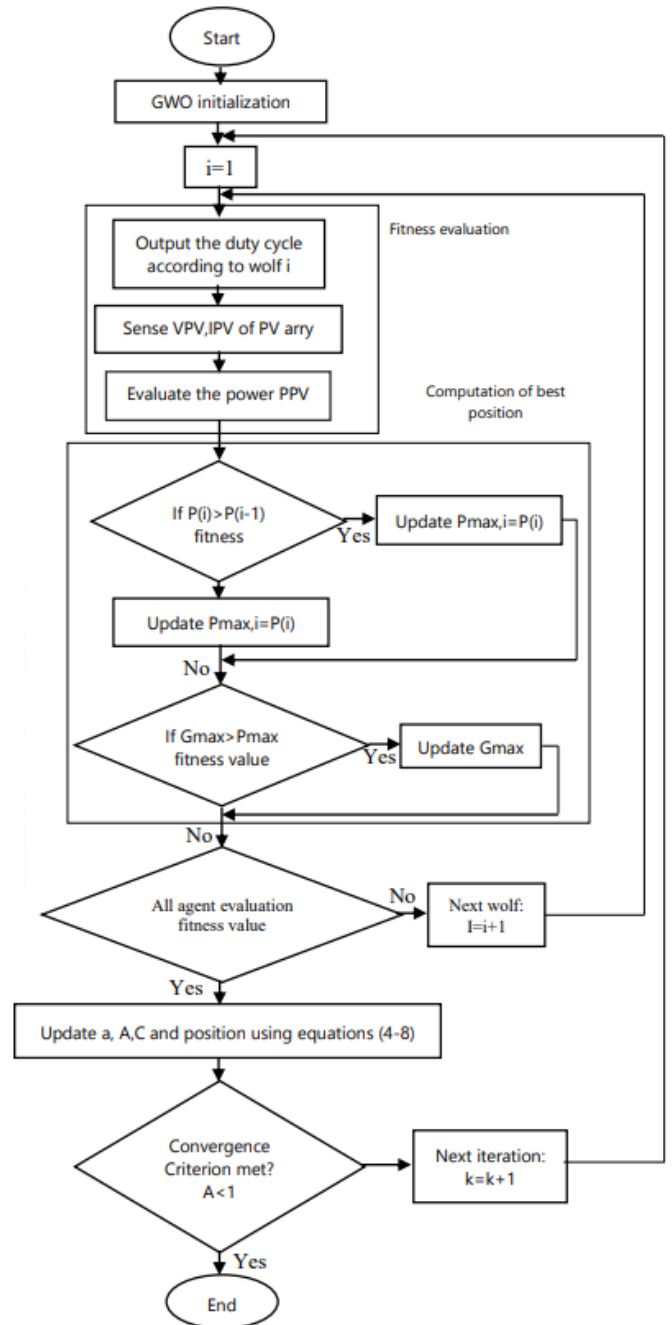 Start
GWO initialization
i=1
Fitness evaluation
Output the duty cycle
according to wolf i
Sense VPV,IPV of PV arry
Evaluate the power PPV
Computation of best
position
If P(i)>P(i-1)
fitness
Yes
Update Pmax,i=P(i)
Update Pmax,i=P(i)
No
If Gmax>Pmax
fitness value
Yes
Update Gmax
No
All agent evaluation
fitness value
No
Next wolf:
I=i+1
Yes
Update a, A,C and position using equations (4-8)
Convergence
Criterion met?
A<1
Next iteration:
k=k+1
Yes
End